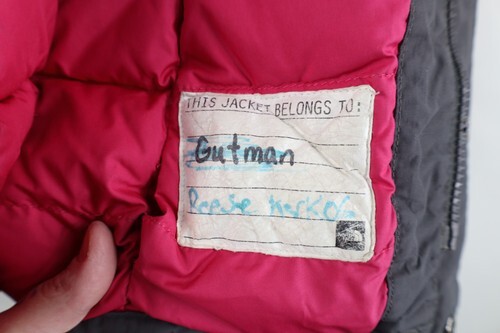 THIS JACKET BELONGS TO:
Gutman
Reese